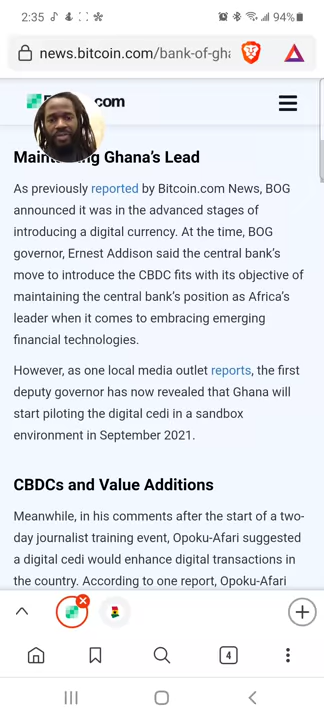 2:35
94%
news.bitcoin.com/bank-of-gha
.com
Ghana's Lead
As previously reported by Bitcoin.com News, BOG
announced it was in the advanced stages of
introducing a digital currency. At the time, BOG
governor, Ernest Addison said the central bank's
move to introduce the CBDC fits with its objective of
maintaining the central bank's position as Africa's
leader when it comes to embracing emerging
financial technologies.
However, as one local media outlet reports, the first
deputy governor has now revealed that Ghana will
start piloting the digital cedi in a sandbox
environment in September 2021.
CBDCs and Value Additions
Meanwhile, in his comments after the start of a two-
day journalist training event, Opoku-Afari suggested
a digital cedi would enhance digital transactions in
the country. According to one report, Opoku-Afari
4